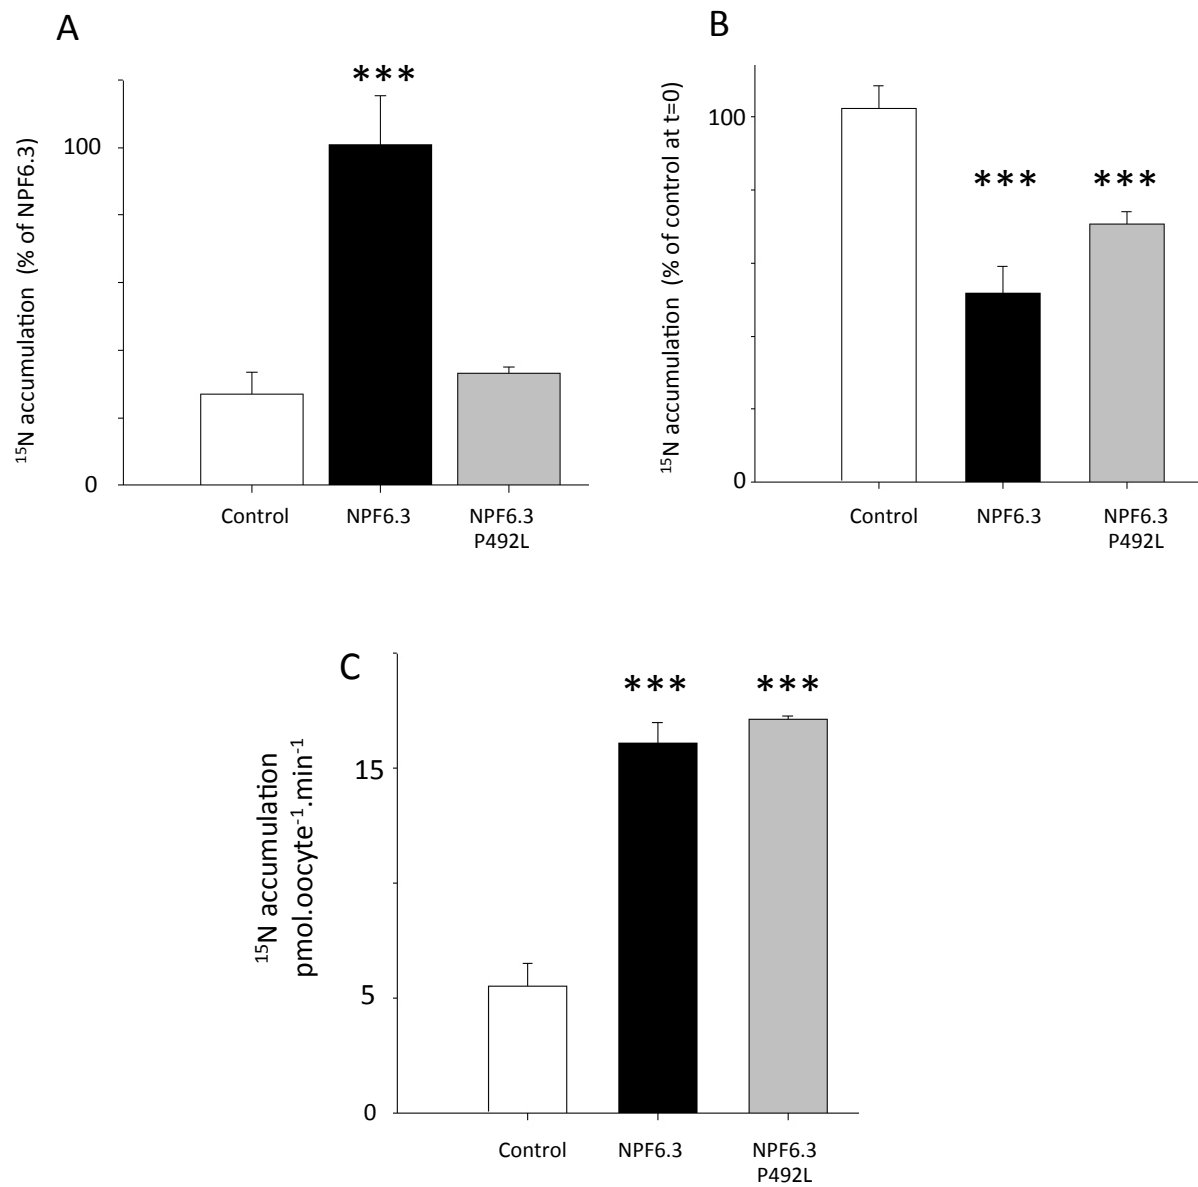 A
¹⁵N accumulation (% of NPF6.3)
100
0
***
Control
NPF6.3
NPF6.3
P492L
B
¹⁵N accumulation (% of control at t=0)
100
0
***
***
Control
NPF6.3
NPF6.3
P492L
C
¹⁵N accumulation
pmol.oocyte⁻¹.min⁻¹
15
5
0
***
***
Control
NPF6.3
NPF6.3
P492L